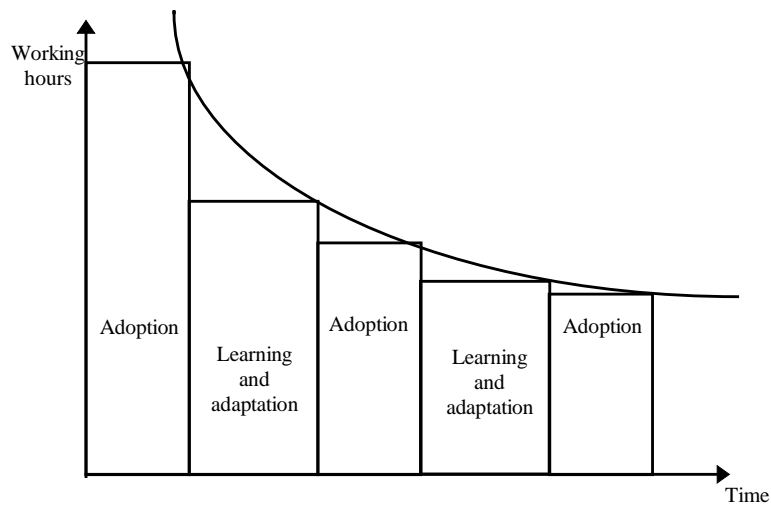 Working
hours
Adoption
Learning
and
adaptation
Adoption
Learning
and
adaptation
Adoption
Time